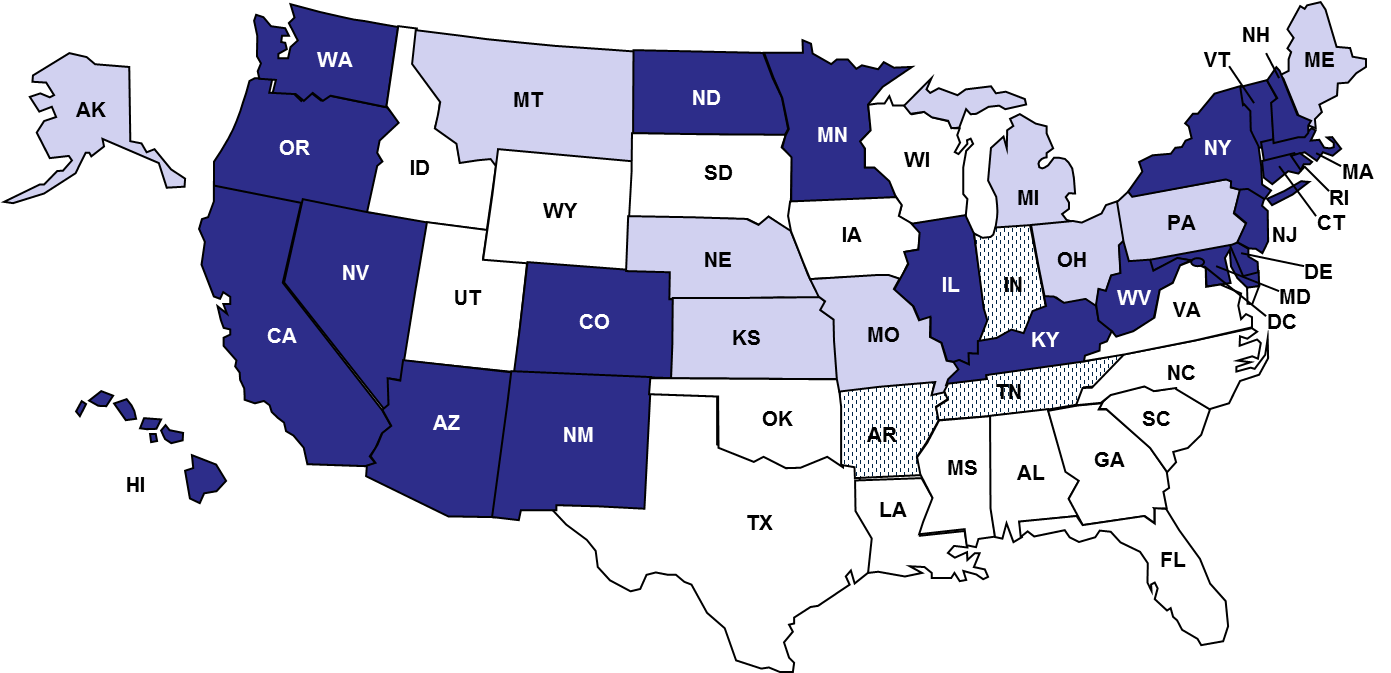 NH
VT
ME
WA
AK
MT
ND
MN
OR
NY
ID
SD
WI
MA
MI
RI
WY
PA
CT
IA
NJ
NE
OH
NV
DE
IL
IN
UT
MD
WV
CO
VA
DC
CA
KS
MO
KY
NC
TN
OK
SC
AZ
NM
AR
GA
MS
AL
HI
LA
TX
FL